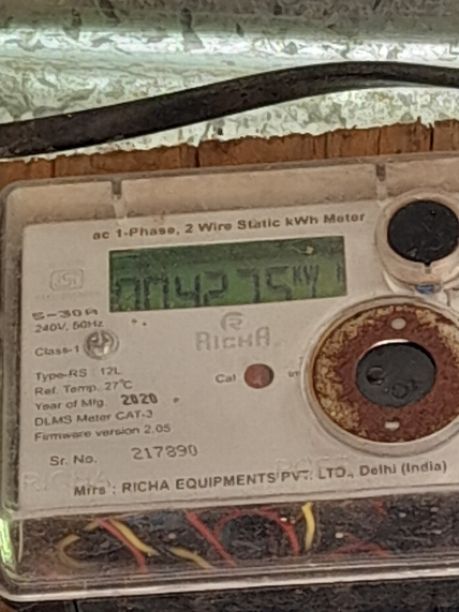 ac 1-Phase, 2 Wire Static kWh Meter
5-30A
240V, 50Hz
Class-1
RICHA
Cal
Type-RS : 12L
Ref. Temp. 27°C
Year of Mfg. 2020
DLMS Meter CAT-3
Firmware version 2.05
Sr. No. 217890
Mfrs : RICHA EQUIPMENTS PVT. LTD., Delhi (India)